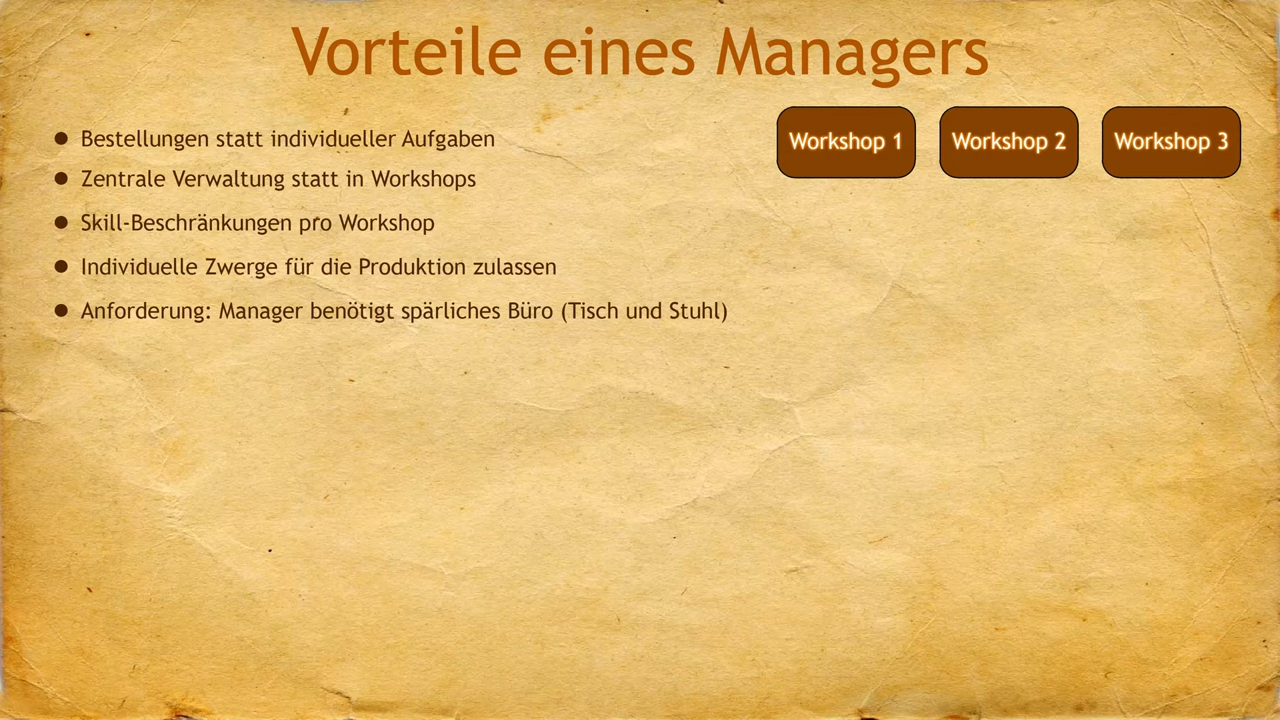 Vorteile eines Managers
● Bestellungen statt individueller Aufgaben
● Zentrale Verwaltung statt in Workshops
● Skill-Beschränkungen pro Workshop
● Individuelle Zwerge für die Produktion zulassen
● Anforderung: Manager benötigt spärliches Büro (Tisch und Stuhl)
Workshop 1
Workshop 2
Workshop 3